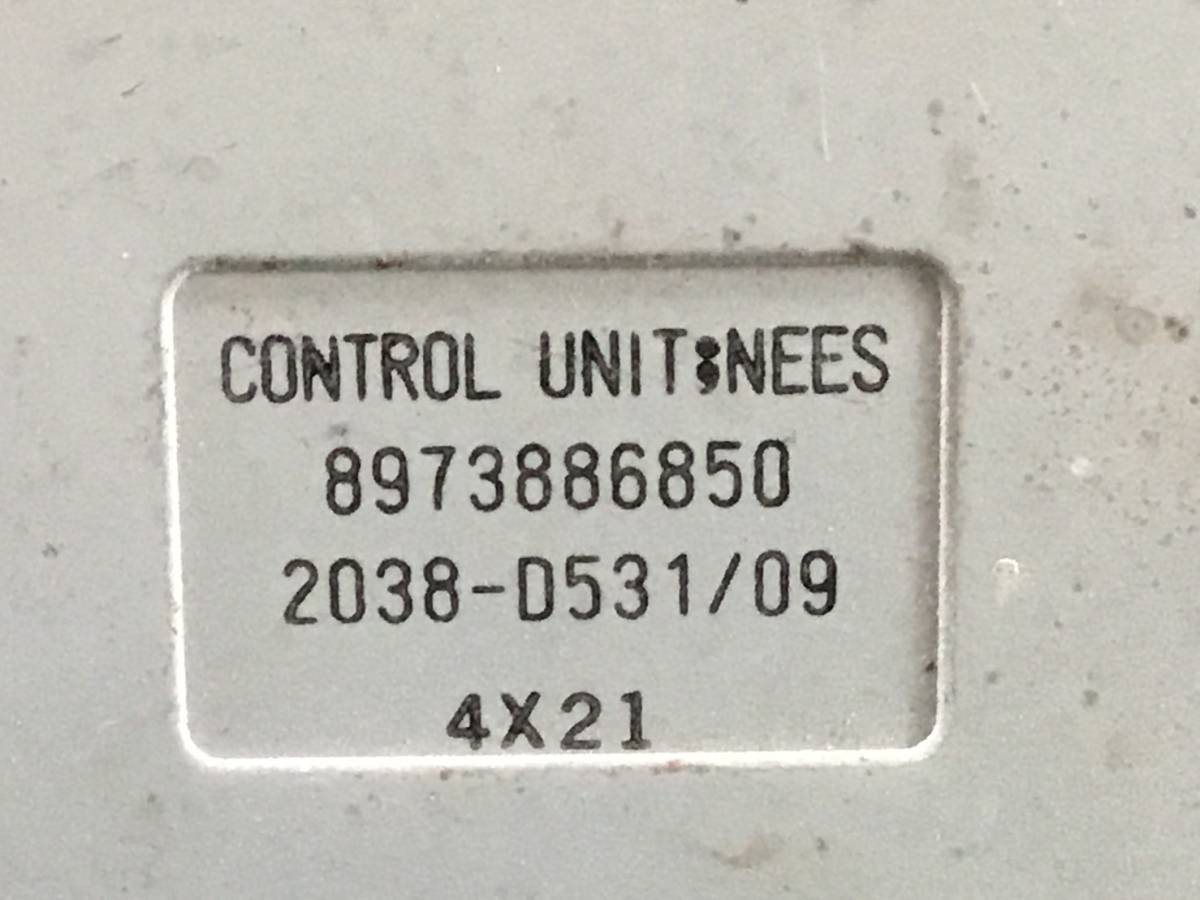 CONTROL UNIT;NEES
8973886850
2038-D531/09
4X21